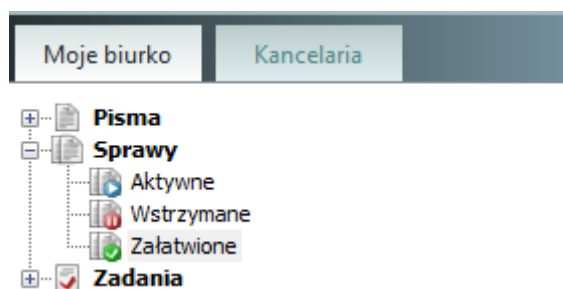 Moje biurko Kancelaria
Pisma
Sprawy
Aktywne
Wstrzymane
Załatwione
Zadania